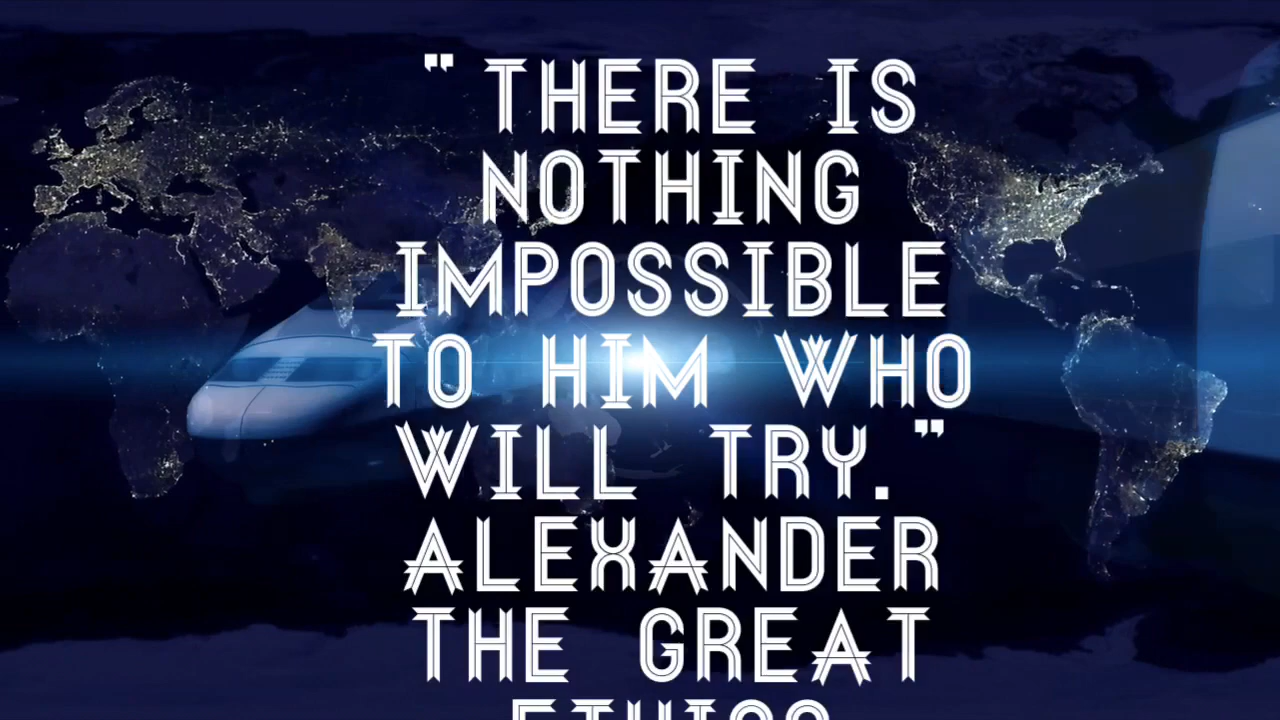 " THERE IS
NOTHING
IMPOSSIBLE
TO HIM WHO
WILL TRY."
ALEXANDER
THE GREAT